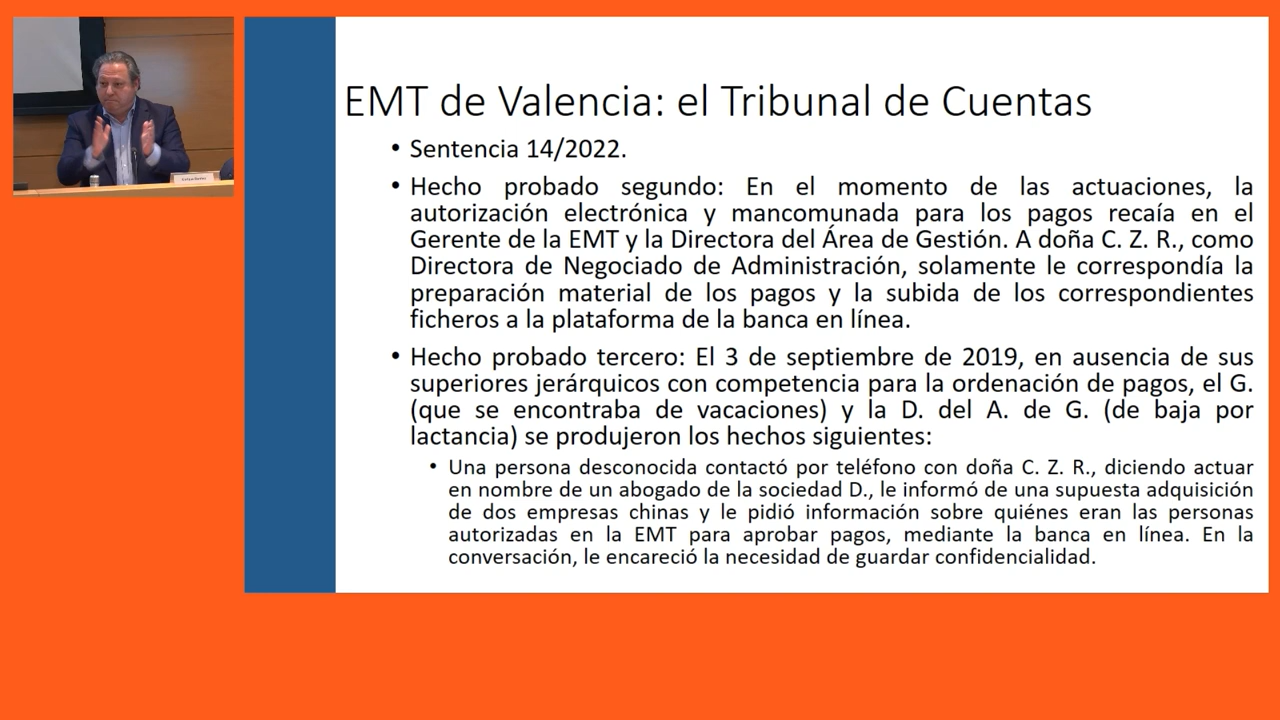 EMT de Valencia: el Tribunal de Cuentas
• Sentencia 14/2022.
• Hecho probado segundo: En el momento de las actuaciones, la
autorización electrónica y mancomunada para los pagos recaía en el
Gerente de la EMT y la Directora del Área de Gestión. A doña C. Z. R., como
Directora de Negociado de Administración, solamente le correspondía la
preparación material de los pagos y la subida de los correspondientes
ficheros a la plataforma de la banca en línea.
• Hecho probado tercero: El 3 de septiembre de 2019, en ausencia de sus
superiores jerárquicos con competencia para la ordenación de pagos, el G.
(que se encontraba de vacaciones) y la D. del A. de G. (de baja por
lactancia) se produjeron los hechos siguientes:
• Una persona desconocida contactó por teléfono con doña C. Z. R., diciendo actuar
en nombre de un abogado de la sociedad D., le informó de una supuesta adquisición
de dos empresas chinas y le pidió información sobre quiénes eran las personas
autorizadas en la EMT para aprobar pagos, mediante la banca en línea. En la
conversación, le encareció la necesidad de guardar confidencialidad.